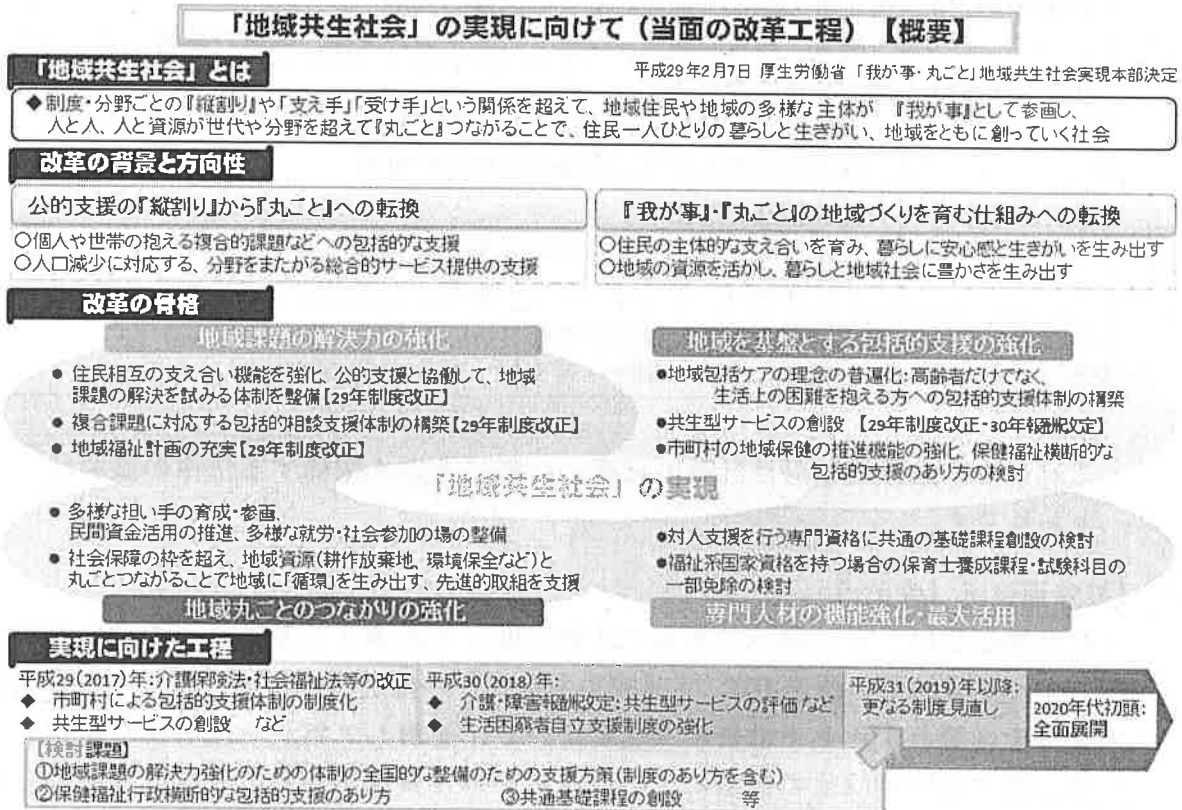 「地域共生社会」の実現に向けて（当面の改革工程）【概要】
「地域共生社会」とは
平成29年2月7日 厚生労働省 「我が事・丸ごと」地域共生社会実現本部決定
◆制度・分野ごとの『縦割り』や「支え手」「受け手」という関係を超えて、地域住民や地域の多様な主体が 『我が事』として参画し、
人と人、人と資源が世代や分野を超えて『丸ごと』つながることで、住民一人ひとりの暮らしと生きがい、地域をともに創っていく社会
改革の背景と方向性
公的支援の『縦割り』から『丸ごと』への転換
○個人や世帯の抱える複合的課題などへの包括的な支援
○人口減少に対応する、分野をまたがる総合的サービス提供の支援
『我が事』・『丸ごと』の地域づくりを育む仕組みへの転換
○住民の主体的な支え合いを育み、暮らしに安心感と生きがいを生み出す
○地域の資源を活かし、暮らしと地域社会に豊かさを生み出す
改革の骨格
地域課題の解決力の強化
● 住民相互の支え合い機能を強化、公的支援と協働して、地域
課題の解決を試みる体制を整備【29年制度改正】
● 複合課題に対応する包括的相談支援体制の構築【29年制度改正】
● 地域福祉計画の充実【29年制度改正】
地域を基盤とする包括的支援の強化
●地域包括ケアの理念の普遍化：高齢者だけでなく、
生活上の困難を抱える方への包括的支援体制の構築
●共生型サービスの創設 【29年制度改正・30年報酬改定】
●市町村の地域保健の推進機能の強化、保健福祉横断的な
包括的支援のあり方の検討
「地域共生社会」の実現
● 多様な担い手の育成・参画、
民間資金活用の推進、多様な就労・社会参加の場の整備
● 社会保障の枠を超え、地域資源（耕作放棄地、環境保全など）と
丸ごとつながることで地域に「循環」を生み出す、先進的取組を支援
地域丸ごとのつながりの強化
●対人支援を行う専門資格に共通の基礎課程創設の検討
●福祉系国家資格を持つ場合の保育士養成課程・試験科目の
一部免除の検討
専門人材の機能強化・最大活用
実現に向けた工程
平成29（2017）年：介護保険法・社会福祉法等の改正
◆ 市町村による包括的支援体制の制度化
◆ 共生型サービスの創設 など
平成30（2018）年：
◆ 介護・障害報酬改定：共生型サービスの評価 など
◆ 生活困窮者自立支援制度の強化
平成31（2019）年以降：
更なる制度見直し
2020年代初頭：
全面展開
【検討課題】
①地域課題の解決力強化のための体制の全国的な整備のための支援方策（制度のあり方を含む）
②保健福祉行政横断的な包括的支援のあり方 ③共通基礎課程の創設 等